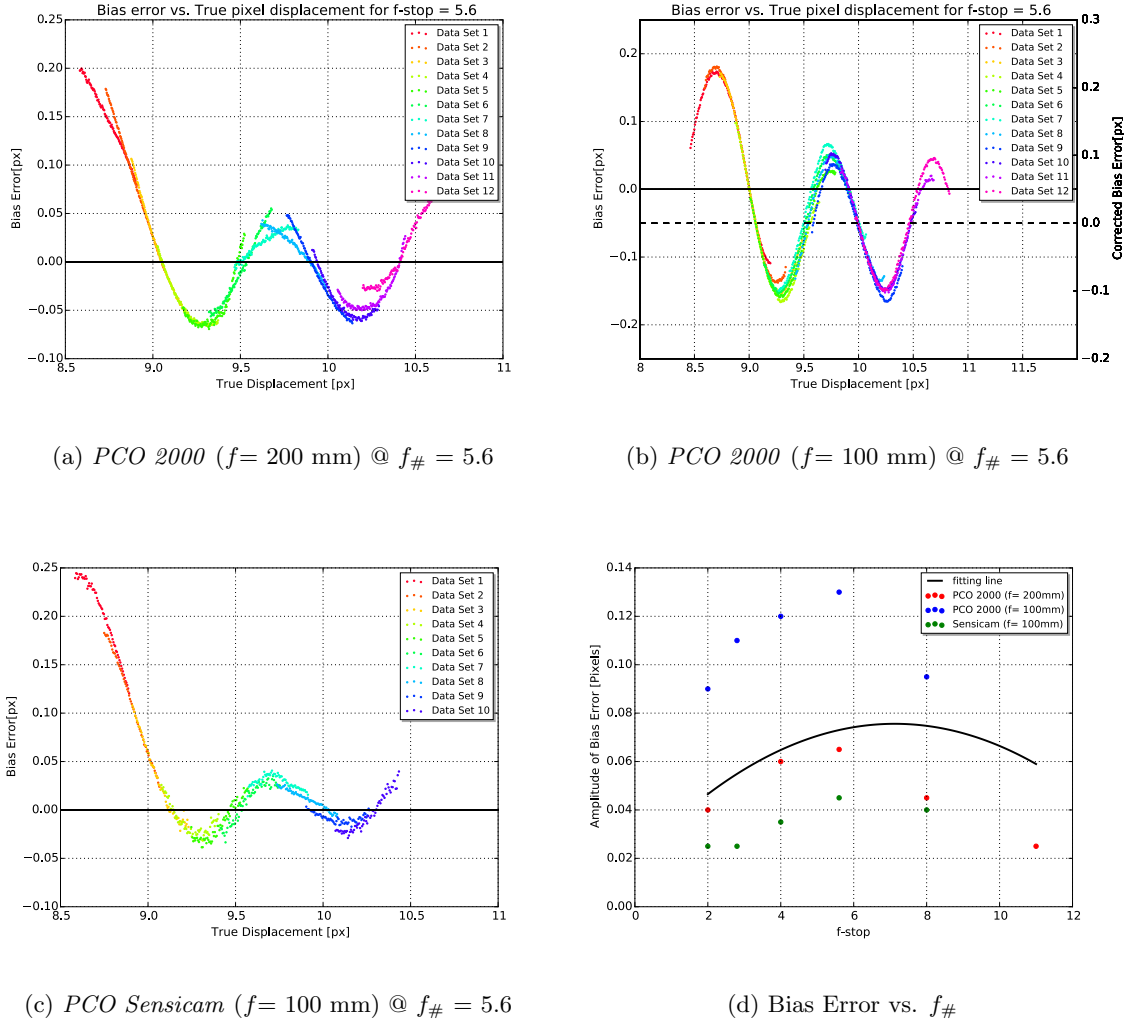 Bias error vs. True pixel displacement for f-stop = 5.6
0.25
0.20
0.15
0.10
0.05
0.00
−0.05
−0.10
Bias Error[px]
8.5 9.0 9.5 10 10.5 11
True Displacement [px]
Data Set 1
Data Set 2
Data Set 3
Data Set 4
Data Set 5
Data Set 6
Data Set 7
Data Set 8
Data Set 9
Data Set 10
Data Set 11
Data Set 12
(a) PCO 2000 (f= 200 mm) @ f# = 5.6
Bias error vs. True pixel displacement for f-stop = 5.6
0.2
0.1
0.0
−0.1
−0.2
Bias Error[px]
8 8.5 9.0 9.5 10 10.5 11 11.5
True Displacement [px]
Data Set 1
Data Set 2
Data Set 3
Data Set 4
Data Set 5
Data Set 6
Data Set 7
Data Set 8
Data Set 9
Data Set 10
Data Set 11
Data Set 12
0.3
0.2
0.1
0.0
−0.1
−0.2
Corrected Bias Error[px]
(b) PCO 2000 (f= 100 mm) @ f# = 5.6
0.25
0.20
0.15
0.10
0.05
0.00
−0.05
−0.10
Bias Error[px]
8.5 9.0 9.5 10 10.5 11
True Displacement [px]
Data Set 1
Data Set 2
Data Set 3
Data Set 4
Data Set 5
Data Set 6
Data Set 7
Data Set 8
Data Set 9
Data Set 10
(c) PCO Sensicam (f= 100 mm) @ f# = 5.6
0.14
0.12
0.10
0.08
0.06
0.04
0.02
0.00
Amplitude of Bias Error [Pixels]
0 2 4 6 8 10 12
f-stop
fitting line
PCO 2000 (f= 200mm)
PCO 2000 (f= 100mm)
Sensicam (f= 100mm)
(d) Bias Error vs. f#